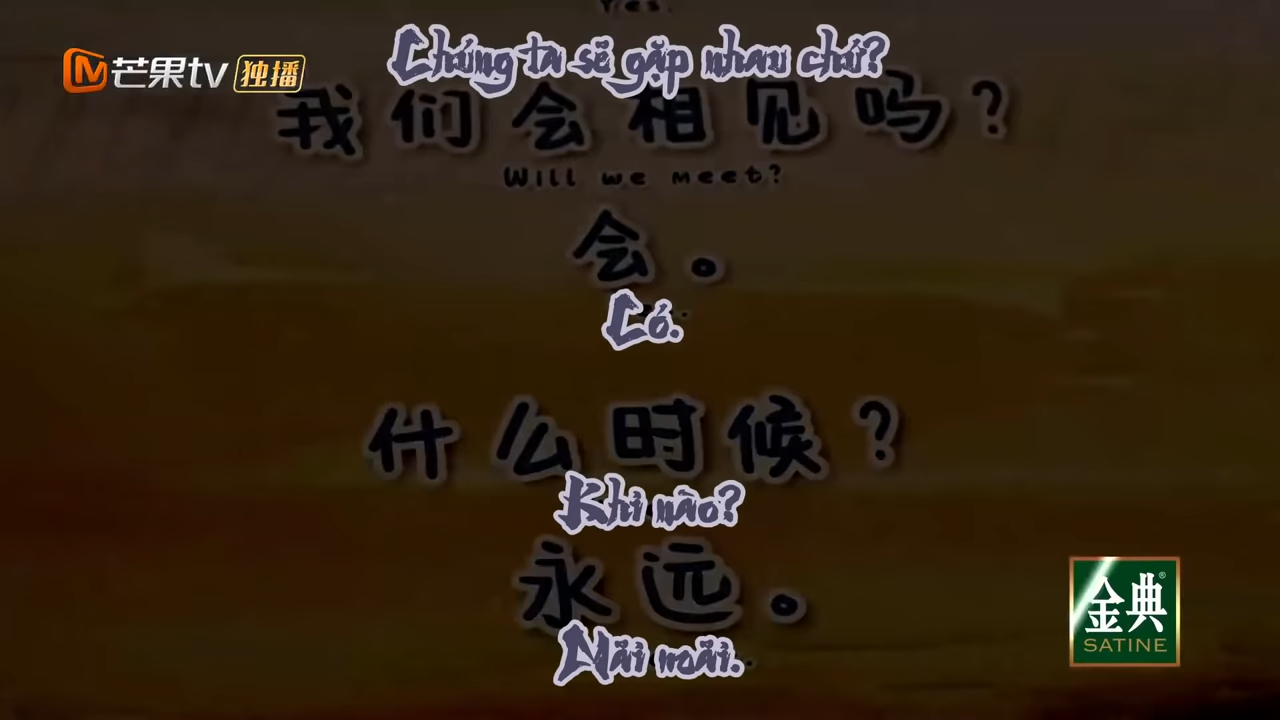 Yes.
Chúng ta sẽ gặp nhau chứ?
芒果tv 独播
我们会相见吗？
Will we meet?
会。
Có.
什么时候？
Khi nào?
永远。
Mãi mãi.
金典®
SATINE